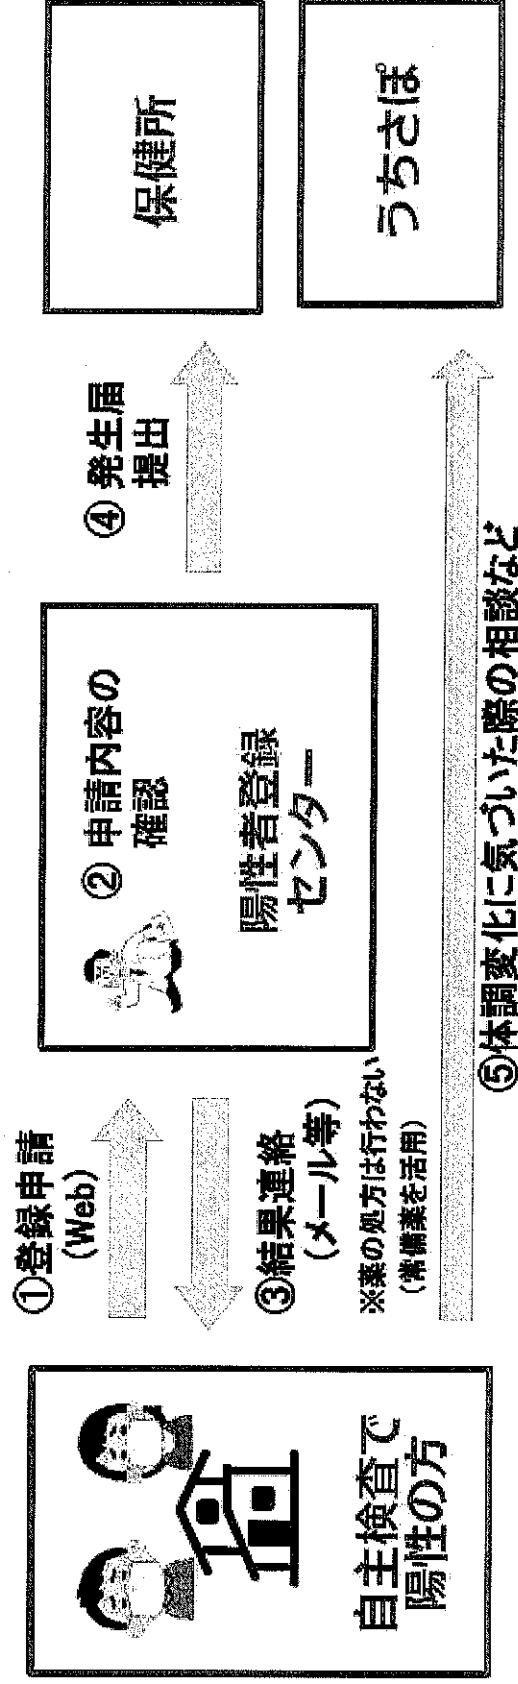 自主検査で
陽性の方
①登録申請
(Web)
③結果連絡
(メール等)
※薬の処方は行わない
(常備薬を活用)
② 申請内容の
確認
陽性者登録
センター
④ 発生届
提出
保健所
⑤体調変化に気づいた際の相談など
うちさぽ